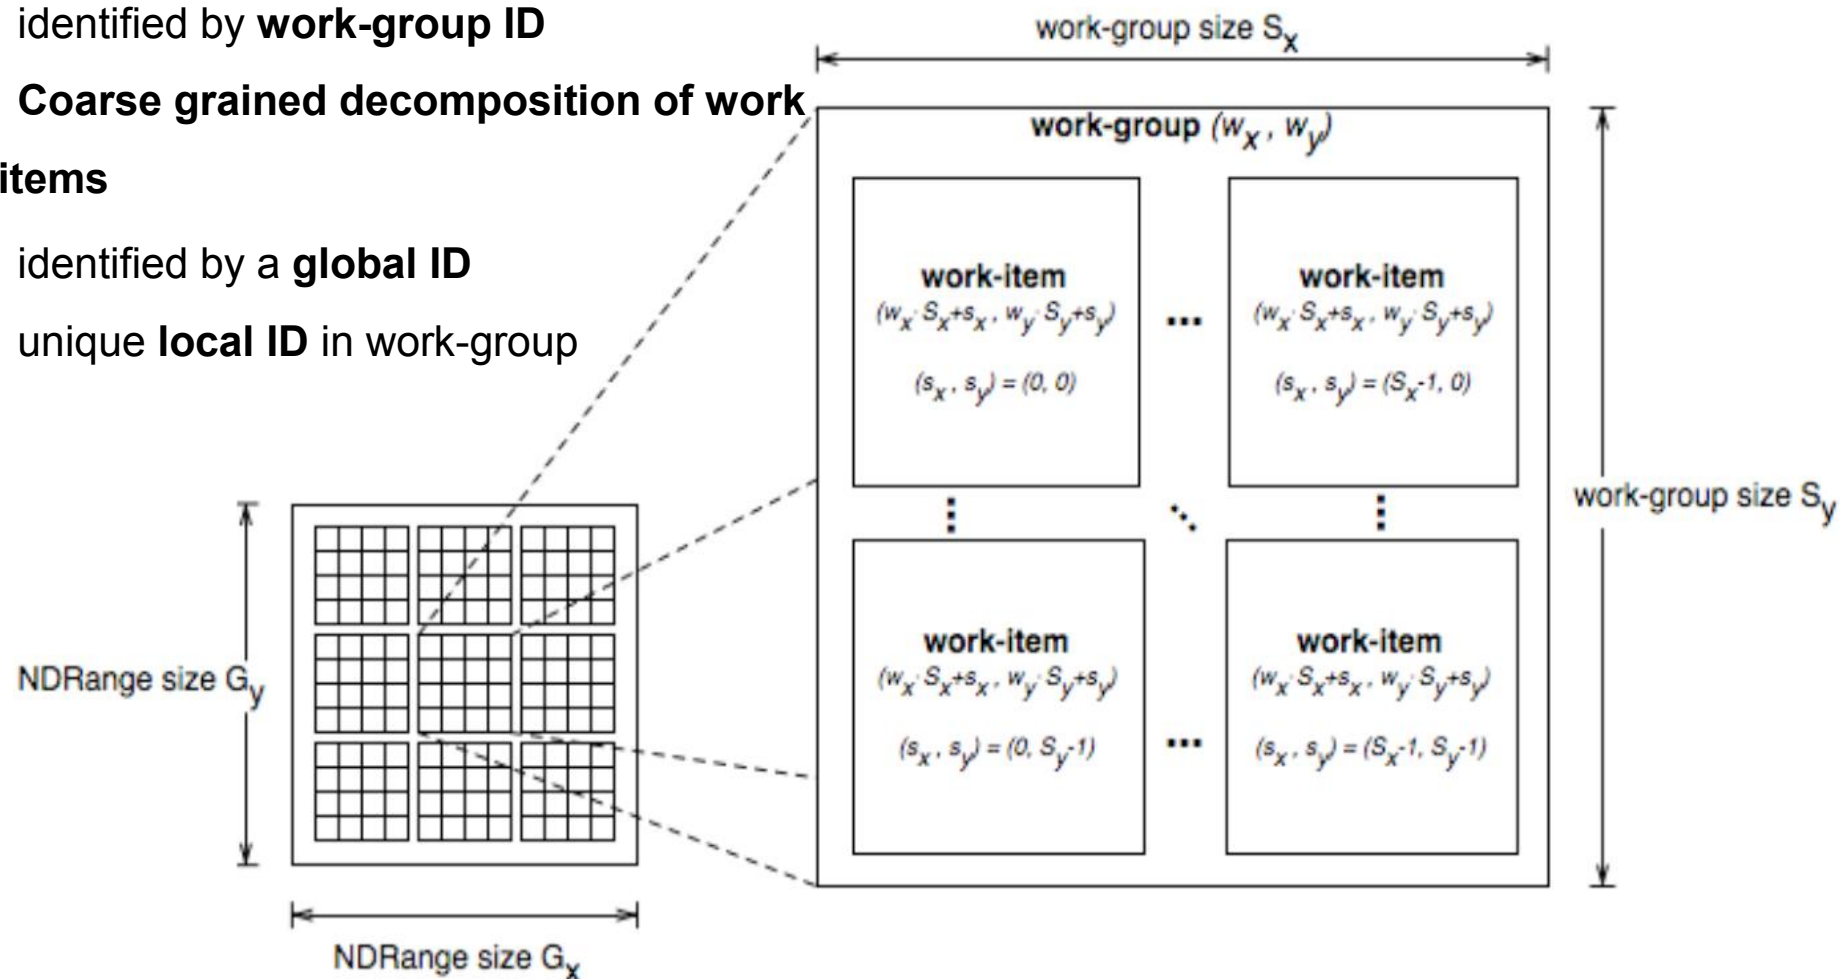 identified by work-group ID
Coarse grained decomposition of work
items
identified by a global ID
unique local ID in work-group
work-group size Sx
work-group (wx , wy)
work-item
(wx· Sx+sx , wy· Sy+sy)
(sx , sy) = (0, 0)
...
work-item
(wx· Sx+sx , wy· Sy+sy)
(sx , sy) = (Sx-1, 0)
work-group size Sy
work-item
(wx· Sx+sx , wy· Sy+sy)
(sx , sy) = (0, Sy-1)
...
work-item
(wx· Sx+sx , wy· Sy+sy)
(sx , sy) = (Sx-1, Sy-1)
NDRange size Gy
NDRange size Gx